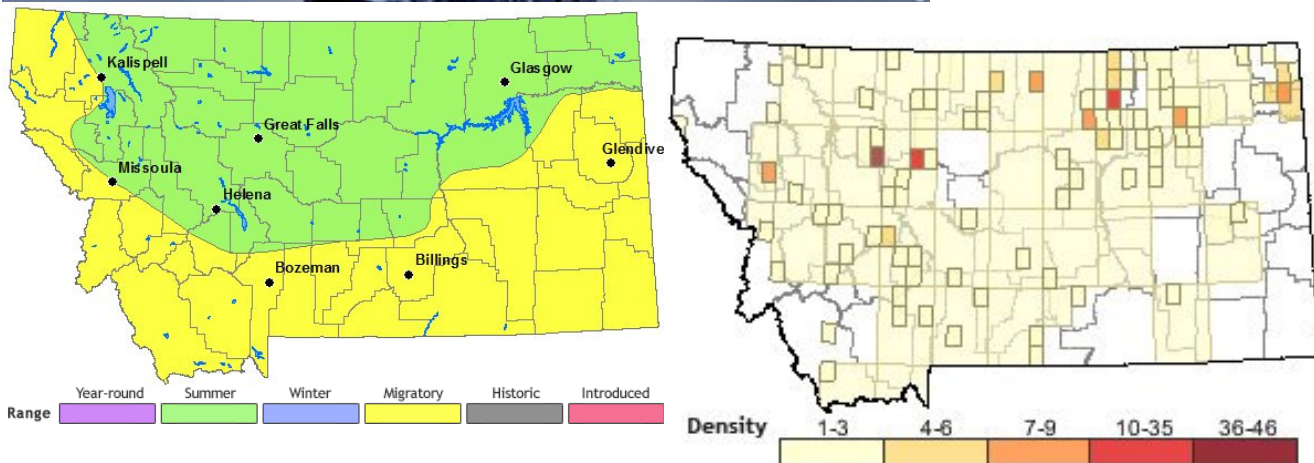 Kalispell
Glasgow
Great Falls
Glendive
Missoula
Helena
Bozeman
Billings
Range Year-round Summer Winter Migratory Historic Introduced
Density 1-3 4-6 7-9 10-35 36-46